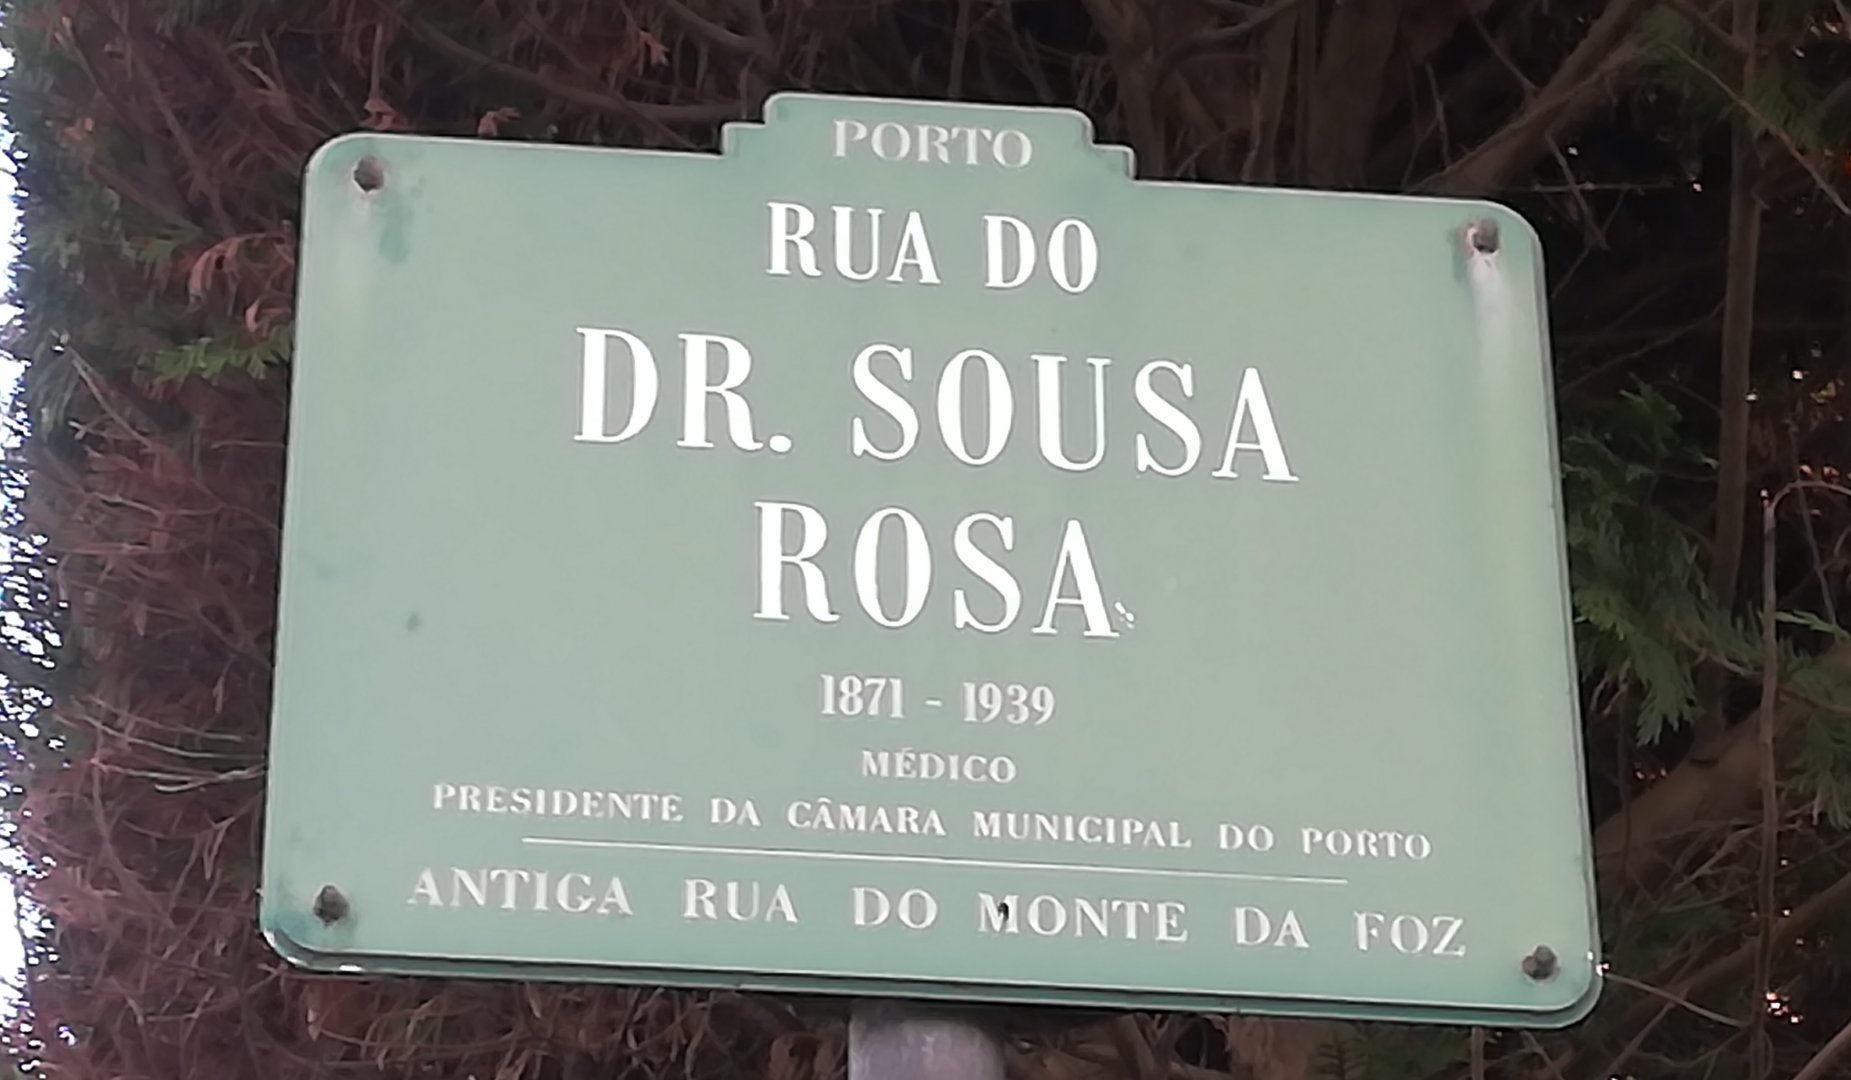 PORTO
RUA DO
DR. SOUSA
ROSA
1871 - 1939
MÉDICO
PRESIDENTE DA CÂMARA MUNICIPAL DO PORTO
ANTIGA RUA DO MONTE DA FOZ